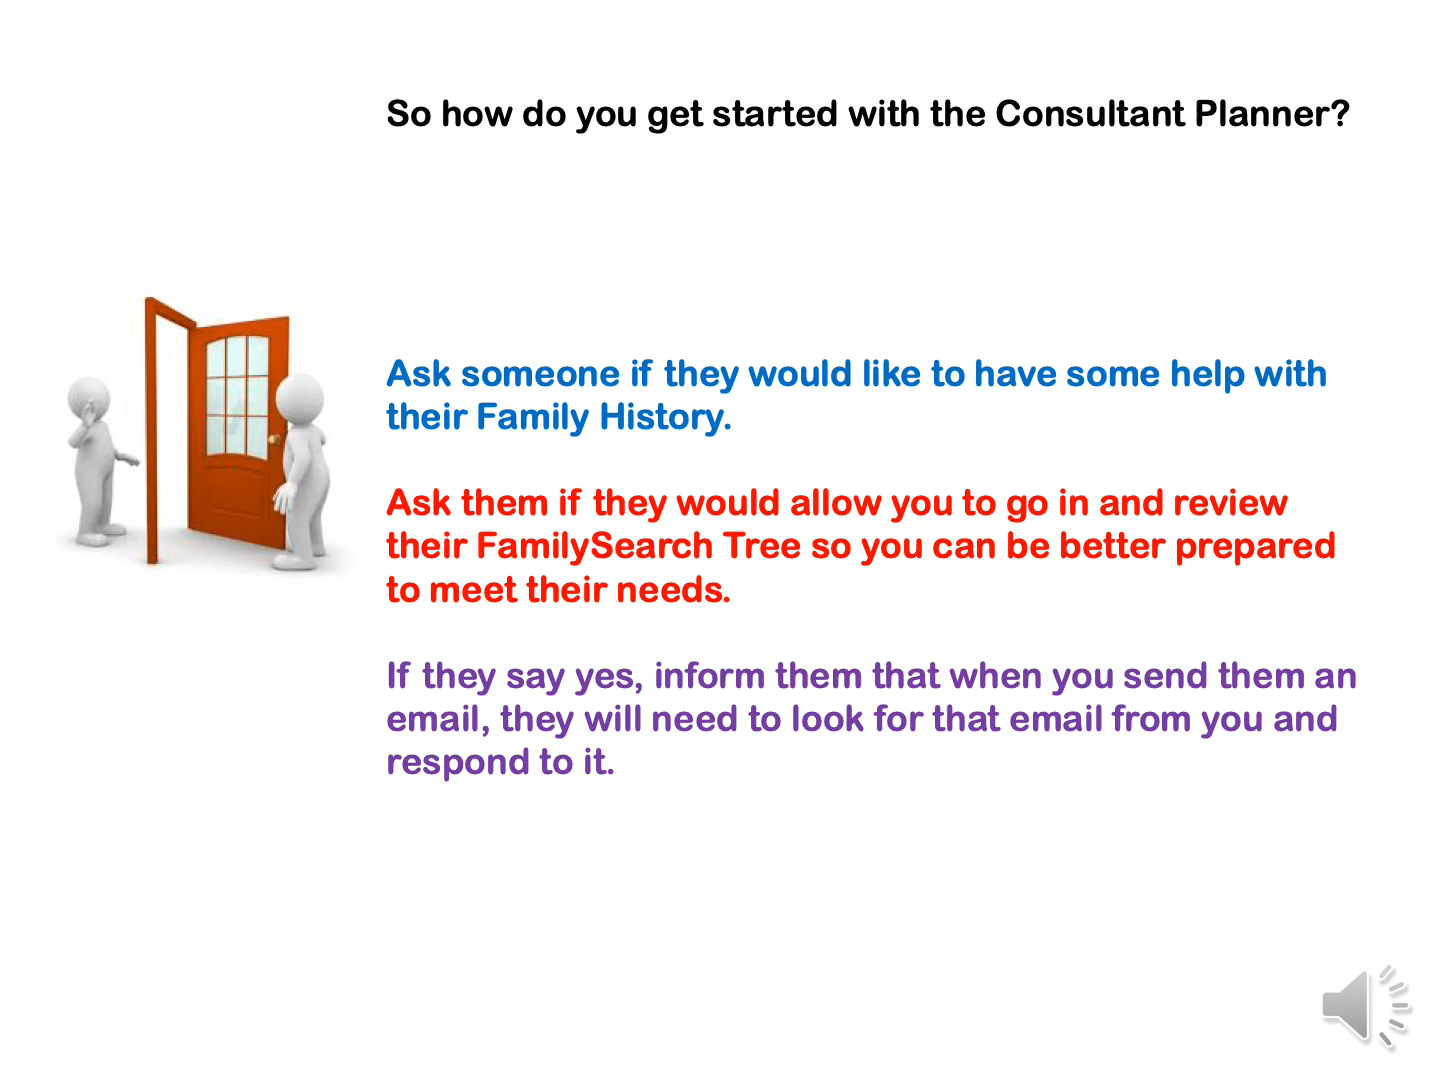 So how do you get started with the Consultant Planner?
Ask someone if they would like to have some help with
their Family History.
Ask them if they would allow you to go in and review
their FamilySearch Tree so you can be better prepared
to meet their needs.
If they say yes, inform them that when you send them an
email, they will need to look for that email from you and
respond to it.